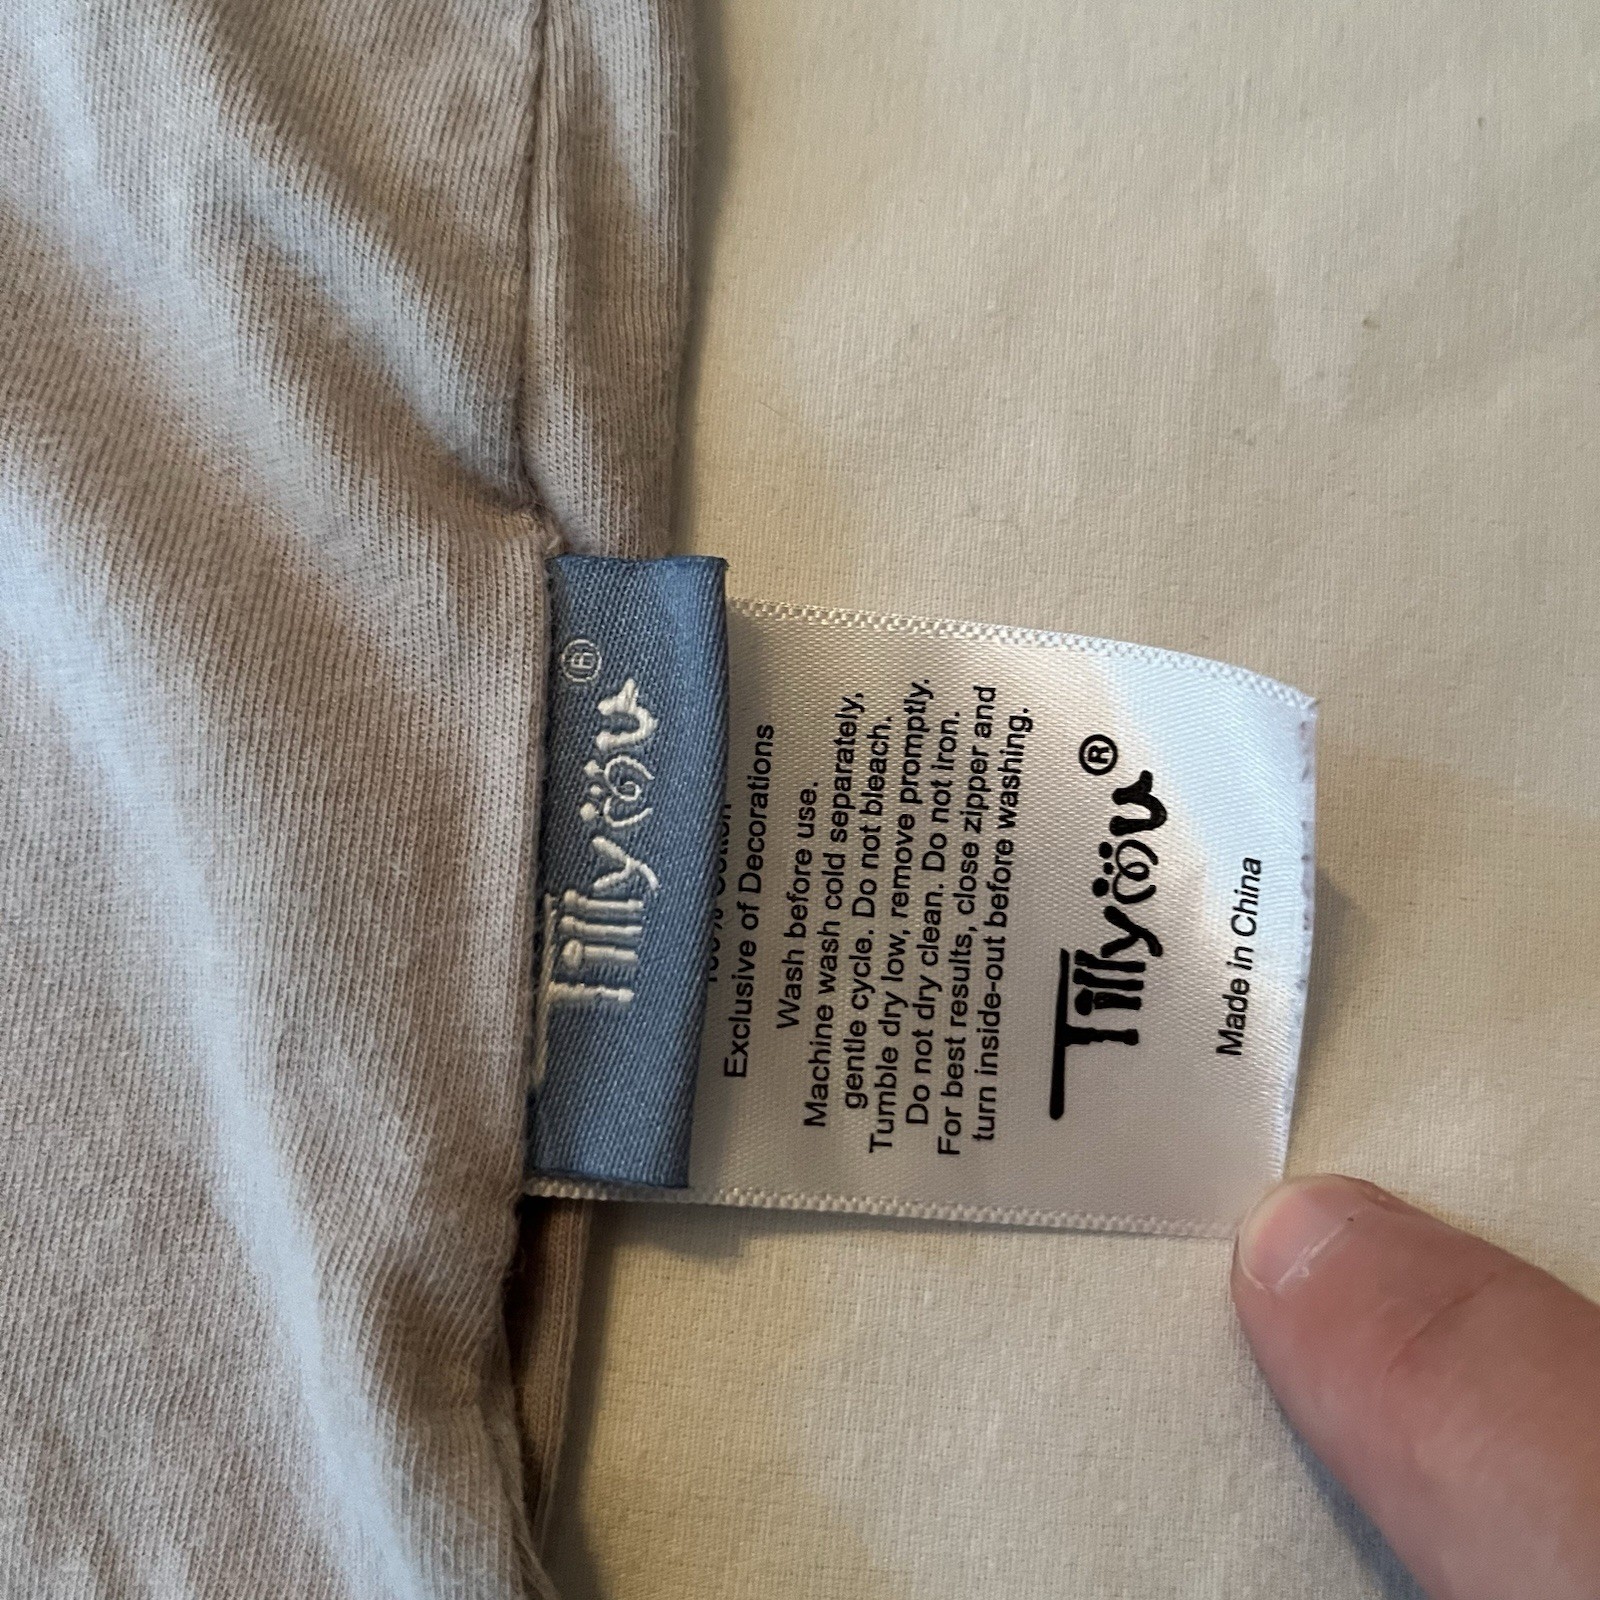 Tillyou®
100% Cotton
Exclusive of Decorations
Wash before use.
Machine wash cold separately,
gentle cycle. Do not bleach.
Tumble dry low, remove promptly.
Do not dry clean. Do not iron.
For best results, close zipper and
turn inside-out before washing.
Tillyou®
Made in China